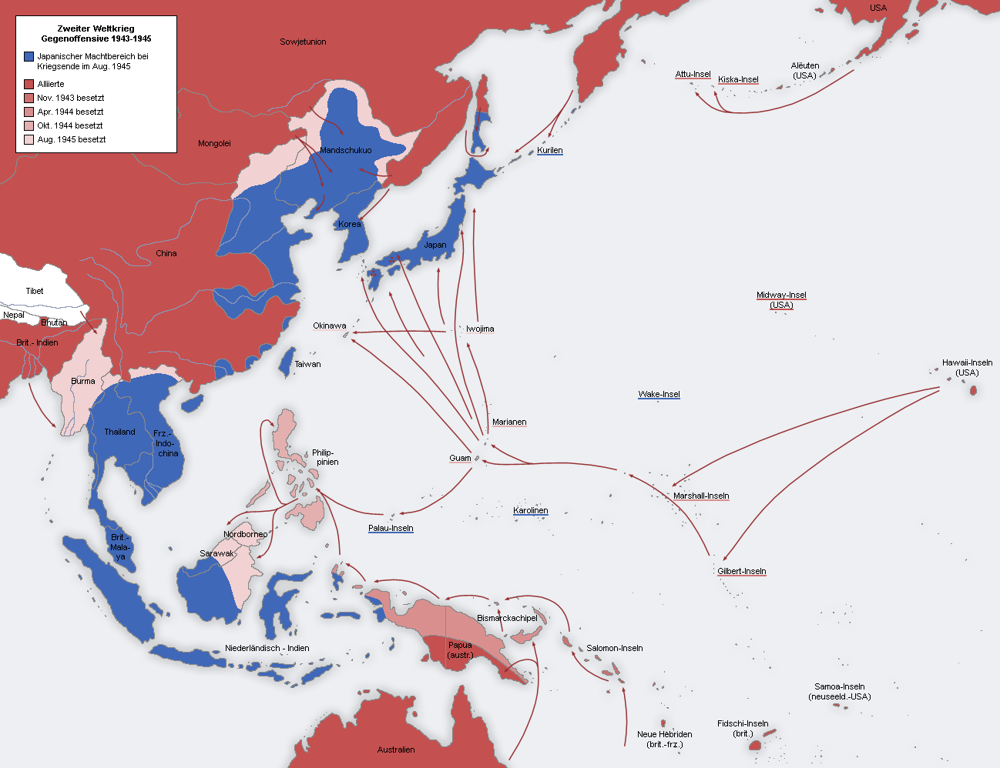 Zweiter Weltkrieg
Gegenoffensive 1943-1945
Japanischer Machtbereich bei
Kriegsende im Aug. 1945
Alliierte
Nov. 1943 besetzt
Apr. 1944 besetzt
Okt. 1944 besetzt
Aug. 1945 besetzt
USA
Sowjetunion
Alëuten
(USA)
Attu-Insel
Kiska-Insel
Mongolei
Mandschukuo
Kurilen
Korea
Japan
China
Tibet
Nepal
Bhutan
Midway-Insel
(USA)
Okinawa
Iwojima
Brit.- Indien
Taiwan
Hawaii-Inseln
(USA)
Burma
Wake-Insel
Marianen
Thailand
Frz.-
Indo-
china
Philip-
pinien
Guam
Marshall-Inseln
Karolinen
Palau-Inseln
Nordborneo
Brit.-
Mala-
ya
Sarawak
Gilbert-Inseln
Bismarckachipel
Niederländisch - Indien
Papua
(austr.)
Salomon-Inseln
Samoa-Inseln
(neuseeld.-USA)
Neue Hebriden
(brit.-frz.)
Fidschi-Inseln
(brit.)
Australien